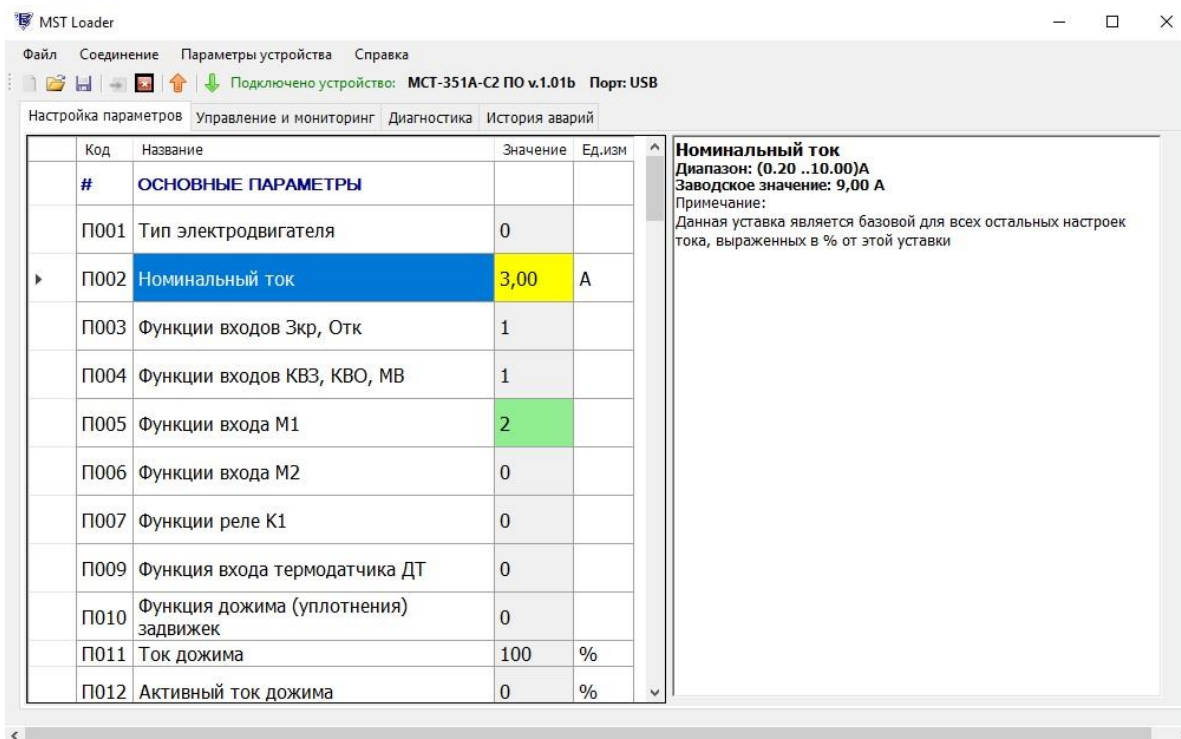 MST Loader
Файл Соединение Параметры устройства Справка
Подключено устройство: МСТ-351А-С2 ПО v.1.01b Порт: USB
Настройка параметров Управление и мониторинг Диагностика История аварий
Код Название Значение Ед.изм
# ОСНОВНЫЕ ПАРАМЕТРЫ
П001 Тип электродвигателя 0
П002 Номинальный ток 3,00 А
П003 Функции входов Зкр, Отк 1
П004 Функции входов КВЗ, КВО, МВ 1
П005 Функции входа М1 2
П006 Функции входа М2 0
П007 Функции реле К1 0
П009 Функция входа термодатчика ДТ 0
П010 Функция дожима (уплотнения)
задвижек 0
П011 Ток дожима 100 %
П012 Активный ток дожима 0 %
Номинальный ток
Диапазон: (0.20 ..10.00)А
Заводское значение: 9,00 А
Примечание:
Данная уставка является базовой для всех остальных настроек
тока, выраженных в % от этой уставки